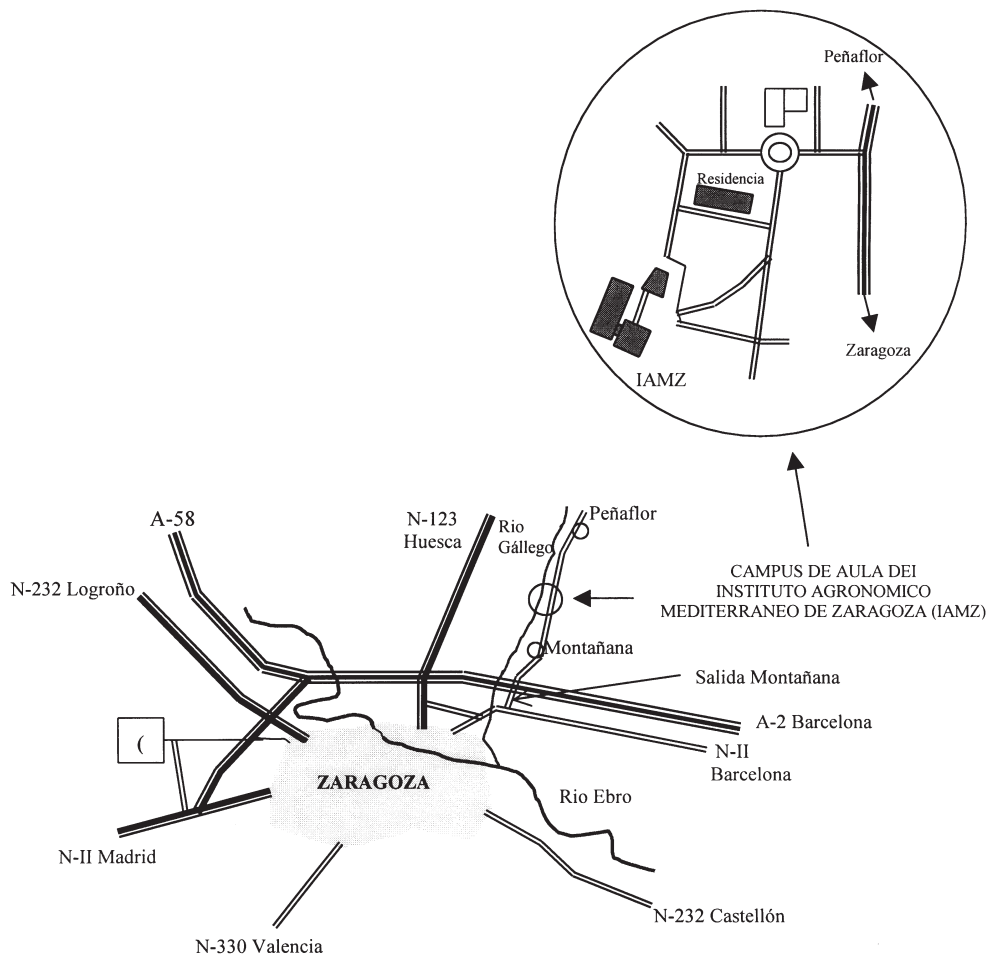 Peñaflor
Residencia
Zaragoza
IAMZ
A-58
N-123
Huesca
Rio
Gállego
Peñaflor
N-232 Logroño
CAMPUS DE AULA DEI
INSTITUTO AGRONOMICO
MEDITERRANEO DE ZARAGOZA (IAMZ)
Montañana
Salida Montañana
A-2 Barcelona
(
N-II
Barcelona
ZARAGOZA
Rio Ebro
N-II Madrid
N-232 Castellón
N-330 Valencia